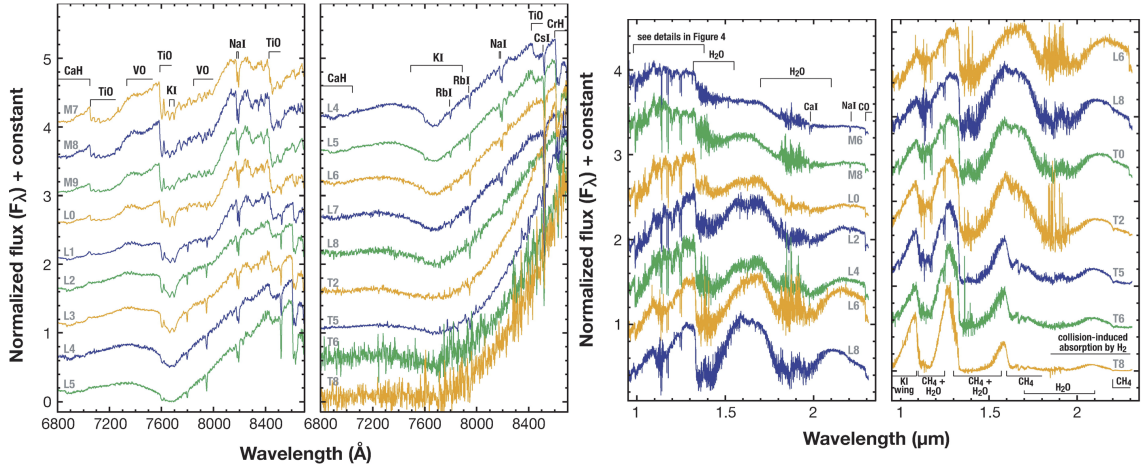 Normalized flux (Fλ) + constant
5
4
3
2
1
0
CaH
TiO
VO
TiO
KI
VO
NaI
TiO
M7
M8
M9
L0
L1
L2
L3
L4
L5
6800
7600
8400
CaH
KI
RbI
RbI
NaI
TiO
CsI
CrH
L4
L5
L6
L7
L8
T2
T5
T6
T8
6800
7600
8400
Wavelength (Å)
Normalized flux (Fλ) + constant
4
3
2
1
see details in Figure 4
H2O
H2O
CaI
NaI
CO
M6
M8
L0
L2
L4
L6
L8
1
1.5
2
L6
L8
T0
T2
T5
T6
collision-induced
absorption by H2
T8
KI
wing
CH4 +
H2O
CH4 +
H2O
CH4
H2O
CH4
1
1.5
2
Wavelength (µm)